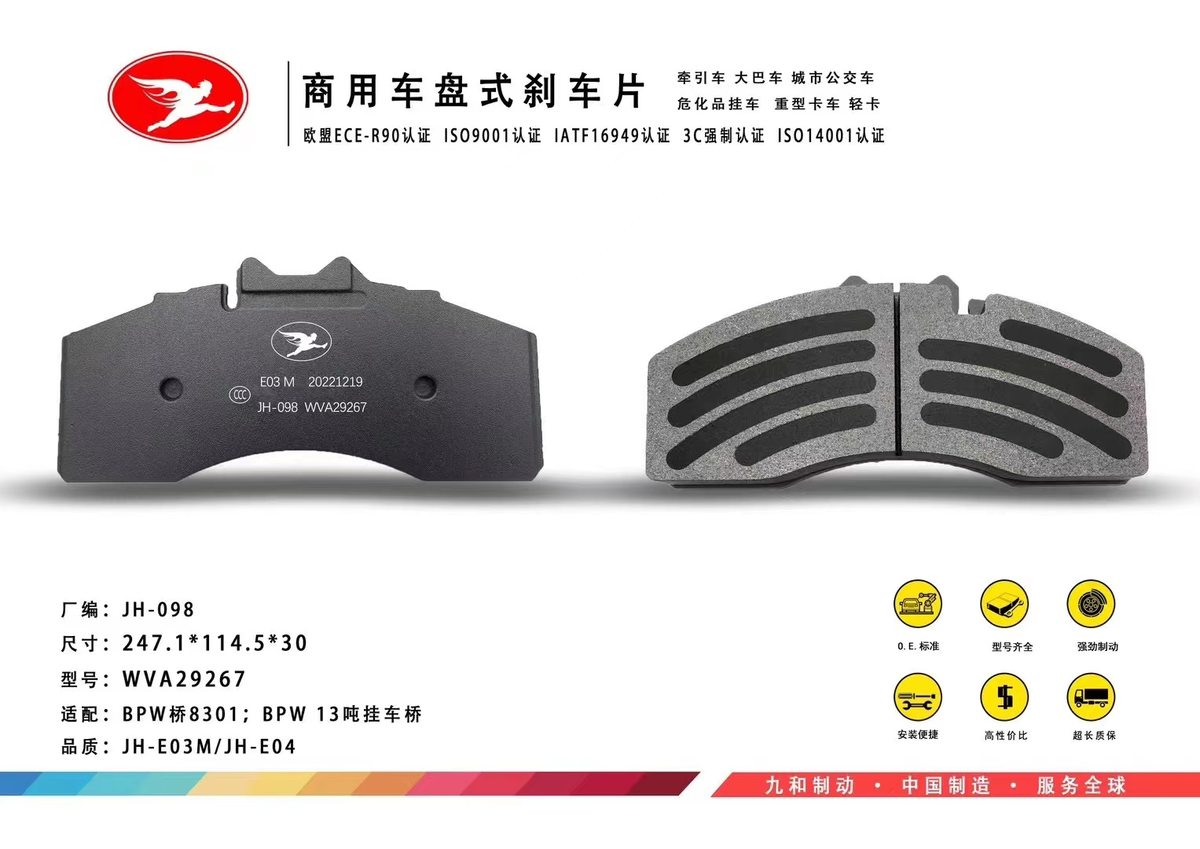 商用车盘式刹车片
牵引车 大巴车 城市公交车
危化品挂车 重型卡车 轻卡
欧盟ECE-R90认证 ISO9001认证 IATF16949认证 3C强制认证 ISO14001认证
E03 M 20221219
CCC
JH-098 WVA29267
厂编：JH-098
尺寸：247.1*114.5*30
型号：WVA29267
适配：BPW桥8301；BPW 13吨挂车桥
品质：JH-E03M/JH-E04
O.E.标准
型号齐全
强劲制动
安装便捷
高性价比
超长质保
九和制动 · 中国制造 · 服务全球